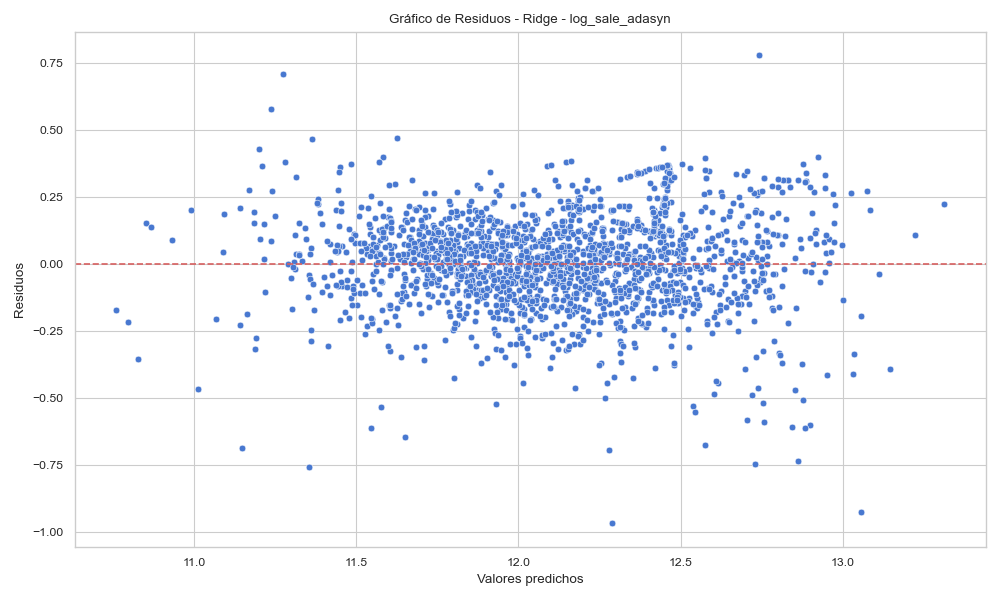 Gráfico de Residuos - Ridge - log_sale_adasyn
Residuos
0.75
0.50
0.25
0.00
−0.25
−0.50
−0.75
−1.00
11.0 11.5 12.0 12.5 13.0
Valores predichos